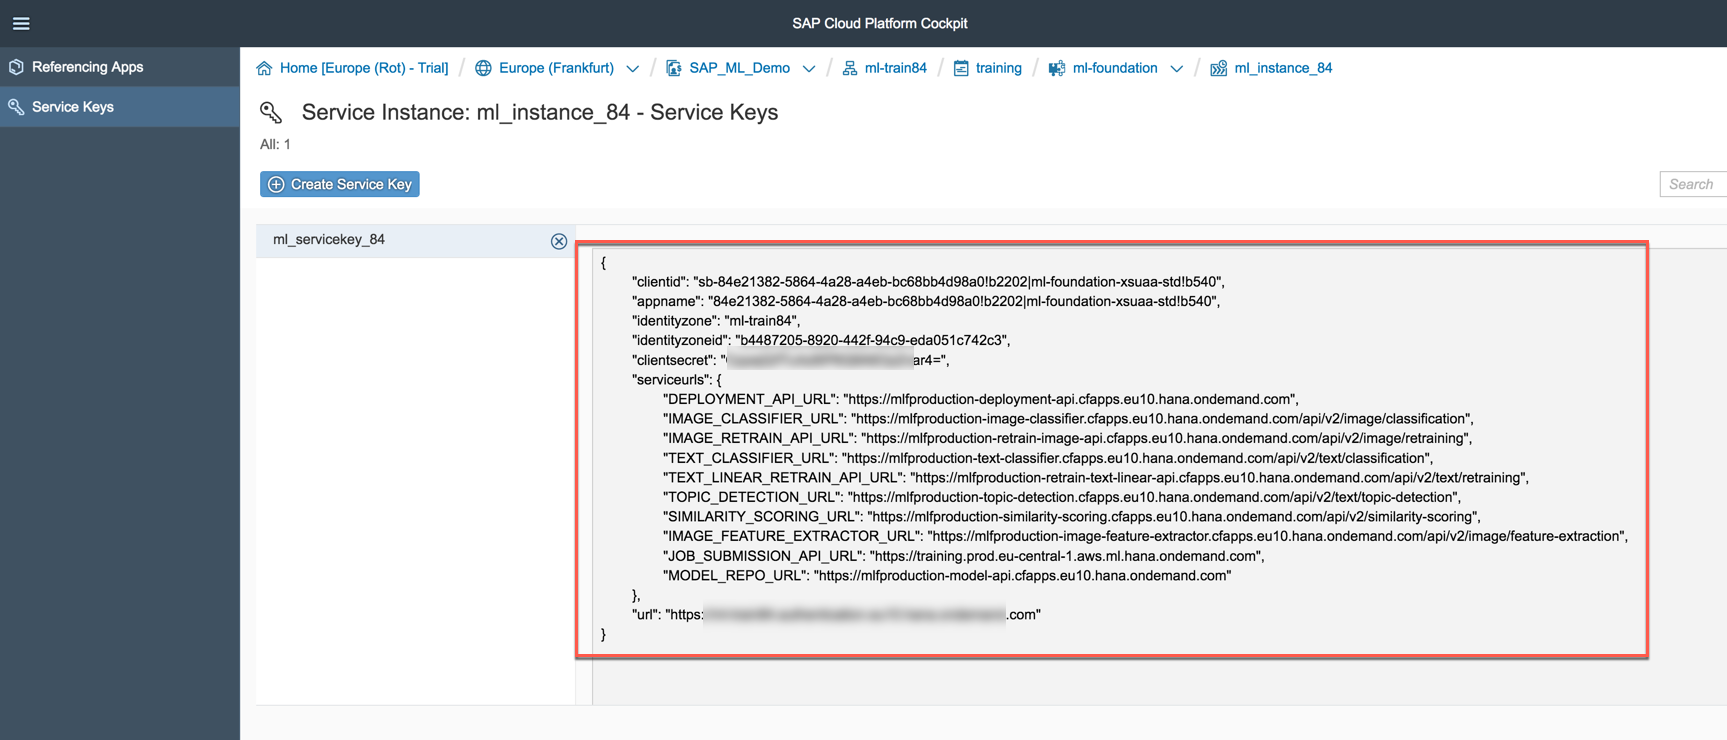 SAP Cloud Platform Cockpit
Referencing Apps
Service Keys
Home [Europe (Rot) - Trial] / Europe (Frankfurt) / SAP_ML_Demo / ml-train84 / training / ml-foundation / ml_instance_84
Service Instance: ml_instance_84 - Service Keys
All: 1
Create Service Key
Search
ml_servicekey_84
{
"clientid": "sb-84e21382-5864-4a28-a4eb-bc68bb4d98a0!b2202|ml-foundation-xsuaa-std!b540",
"appname": "84e21382-5864-4a28-a4eb-bc68bb4d98a0!b2202|ml-foundation-xsuaa-std!b540",
"identityzone": "ml-train84",
"identityzoneid": "b4487205-8920-442f-94c9-eda051c742c3",
"clientsecret": " ar4=",
"serviceurls": {
"DEPLOYMENT_API_URL": "https://mlfproduction-deployment-api.cfapps.eu10.hana.ondemand.com",
"IMAGE_CLASSIFIER_URL": "https://mlfproduction-image-classifier.cfapps.eu10.hana.ondemand.com/api/v2/image/classification",
"IMAGE_RETRAIN_API_URL": "https://mlfproduction-retrain-image-api.cfapps.eu10.hana.ondemand.com/api/v2/image/retraining",
"TEXT_CLASSIFIER_URL": "https://mlfproduction-text-classifier.cfapps.eu10.hana.ondemand.com/api/v2/text/classification",
"TEXT_LINEAR_RETRAIN_API_URL": "https://mlfproduction-retrain-text-linear-api.cfapps.eu10.hana.ondemand.com/api/v2/text/retraining",
"TOPIC_DETECTION_URL": "https://mlfproduction-topic-detection.cfapps.eu10.hana.ondemand.com/api/v2/text/topic-detection",
"SIMILARITY_SCORING_URL": "https://mlfproduction-similarity-scoring.cfapps.eu10.hana.ondemand.com/api/v2/similarity-scoring",
"IMAGE_FEATURE_EXTRACTOR_URL": "https://mlfproduction-image-feature-extractor.cfapps.eu10.hana.ondemand.com/api/v2/image/feature-extraction",
"JOB_SUBMISSION_API_URL": "https://training.prod.eu-central-1.aws.ml.hana.ondemand.com",
"MODEL_REPO_URL": "https://mlfproduction-model-api.cfapps.eu10.hana.ondemand.com"
},
"url": "https: .com"
}